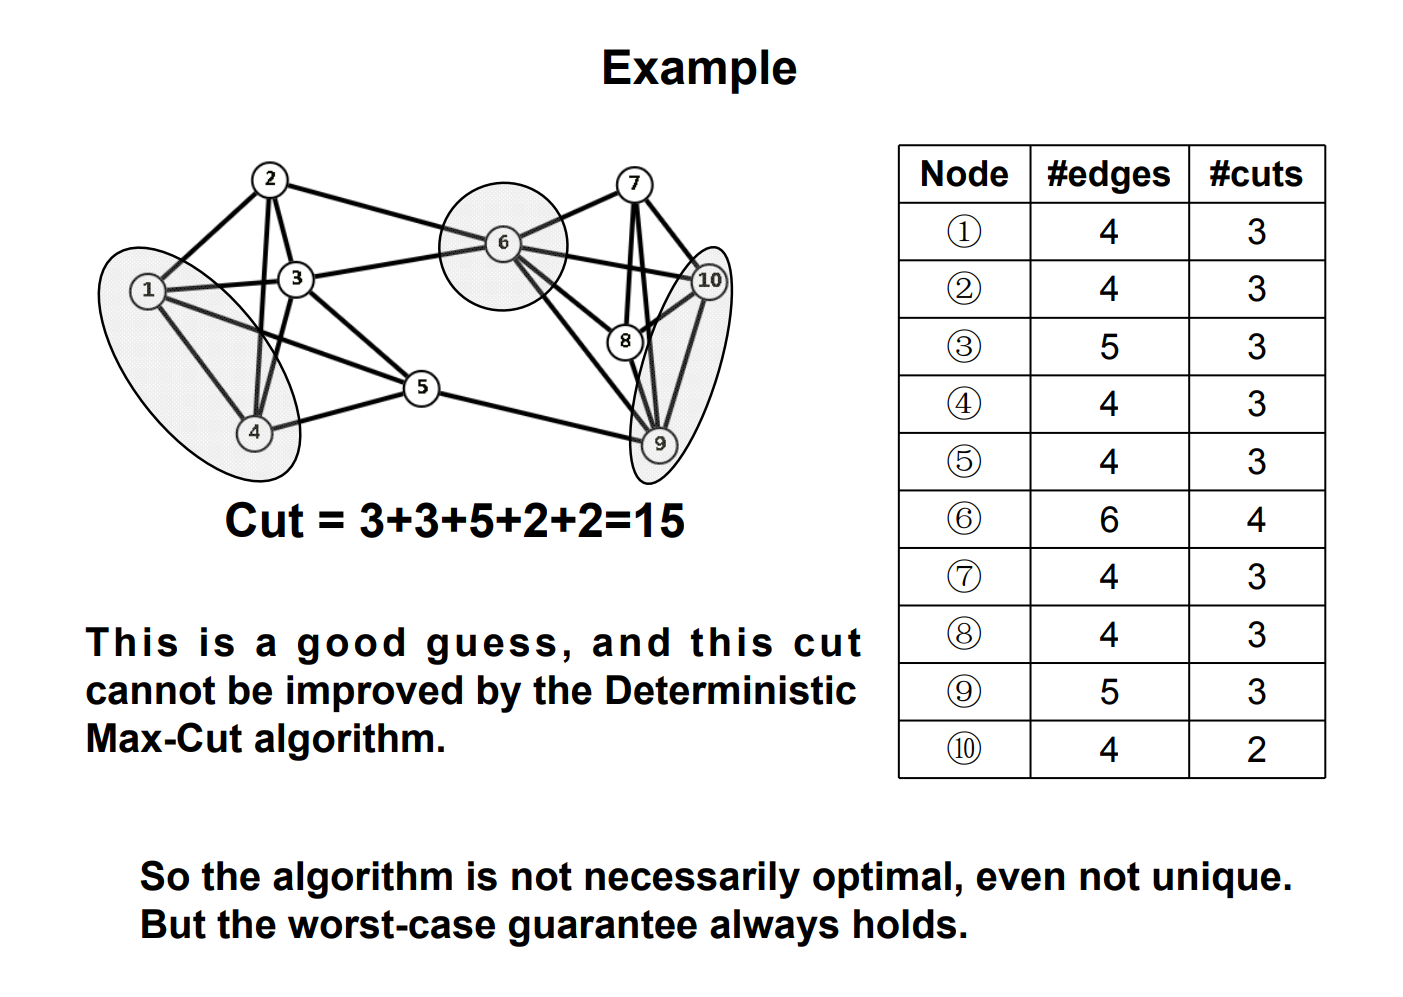 Example
2
7
6
3
10
1
8
5
4
9
Cut = 3+3+5+2+2=15
This is a good guess, and this cut
cannot be improved by the Deterministic
Max-Cut algorithm.
Node #edges #cuts
① 4 3
② 4 3
③ 5 3
④ 4 3
⑤ 4 3
⑥ 6 4
⑦ 4 3
⑧ 4 3
⑨ 5 3
⑩ 4 2
So the algorithm is not necessarily optimal, even not unique.
But the worst-case guarantee always holds.